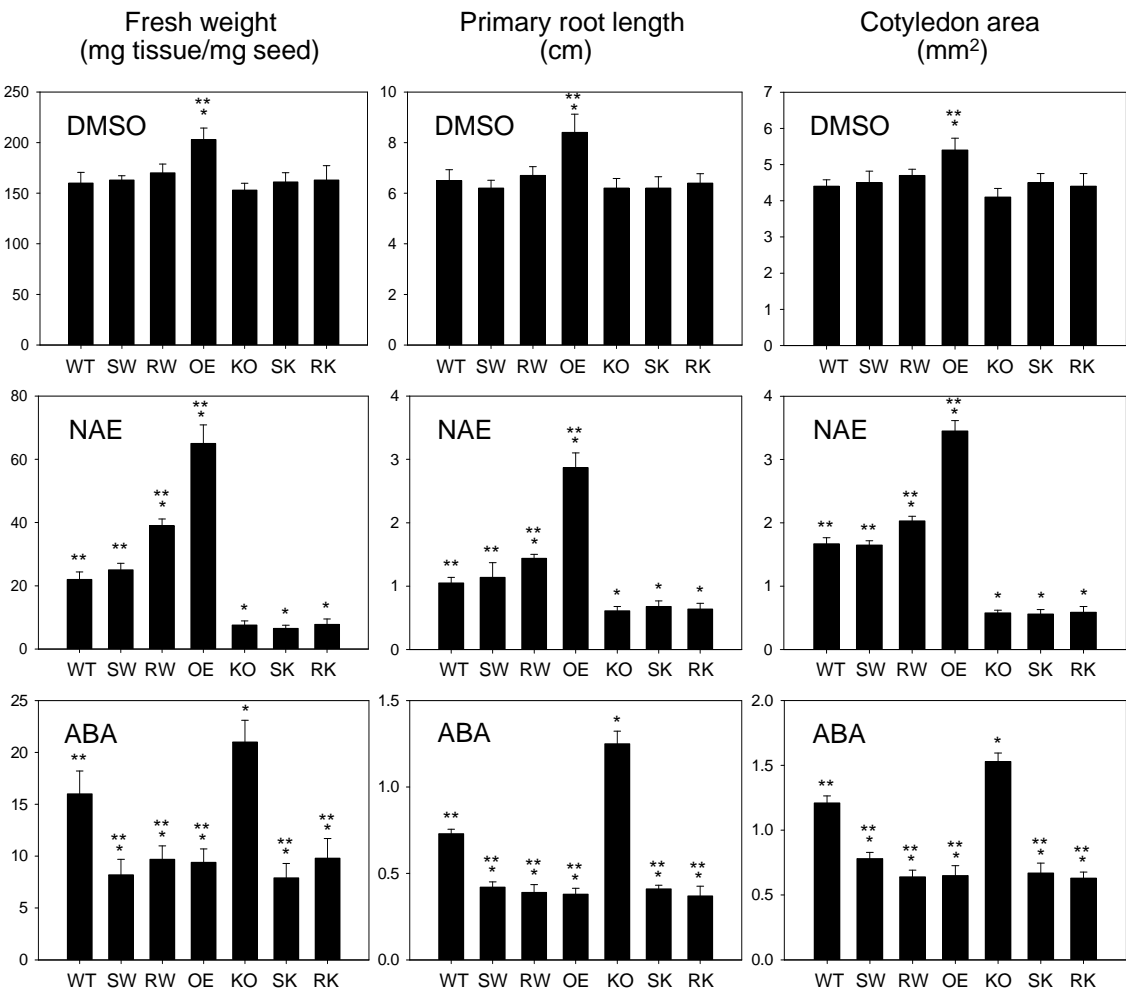 Fresh weight
(mg tissue/mg seed)
Primary root length
(cm)
Cotyledon area
(mm²)
250
200
150
100
50
0
DMSO
**
*
WT SW RW OE KO SK RK
10
8
6
4
2
0
DMSO
**
*
WT SW RW OE KO SK RK
7
6
5
4
3
2
1
0
DMSO
**
*
WT SW RW OE KO SK RK
80
60
40
20
0
NAE
** ** ** ** * * *
* *
WT SW RW OE KO SK RK
4
3
2
1
0
NAE
** ** ** ** * * *
* *
WT SW RW OE KO SK RK
4
3
2
1
0
NAE
** ** ** ** * * *
* *
WT SW RW OE KO SK RK
25
20
15
10
5
0
ABA
** ** ** ** * ** **
* * * * *
WT SW RW OE KO SK RK
1.5
1.0
0.5
0.0
ABA
** ** ** ** * ** **
* * * * *
WT SW RW OE KO SK RK
2.0
1.5
1.0
0.5
0.0
ABA
** ** ** ** * ** **
* * * * *
WT SW RW OE KO SK RK